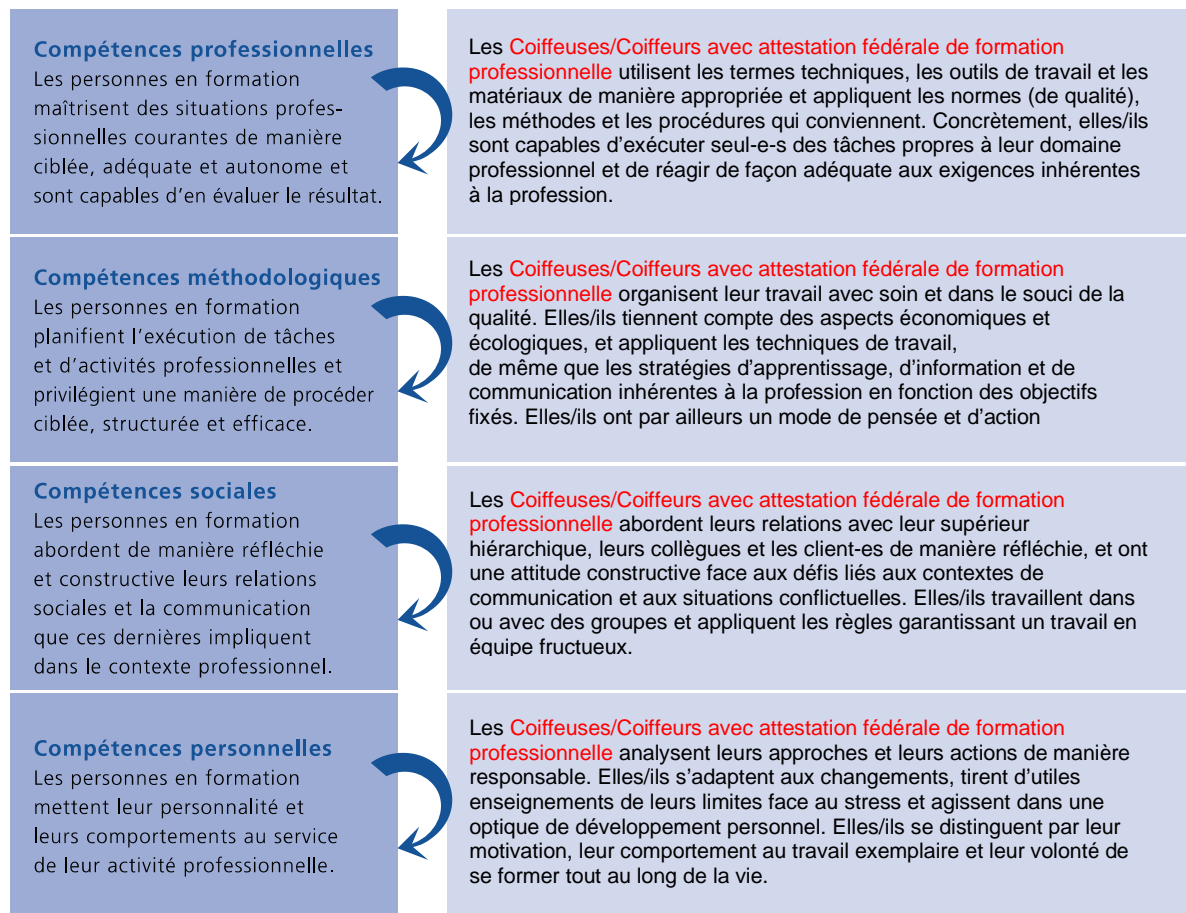 Compétences professionnelles
Les personnes en formation
maîtrisent des situations profes-
sionnelles courantes de manière
ciblée, adéquate et autonome et
sont capables d'en évaluer le résultat.
Les Coiffeuses/Coiffeurs avec attestation fédérale de formation
professionnelle utilisent les termes techniques, les outils de travail et les
matériaux de manière appropriée et appliquent les normes (de qualité),
les méthodes et les procédures qui conviennent. Concrètement, elles/ils
sont capables d'exécuter seul-e-s des tâches propres à leur domaine
professionnel et de réagir de façon adéquate aux exigences inhérentes
à la profession.
Compétences méthodologiques
Les personnes en formation
planifient l'exécution de tâches
et d'activités professionnelles et
privilégient une manière de procéder
ciblée, structurée et efficace.
Les Coiffeuses/Coiffeurs avec attestation fédérale de formation
professionnelle organisent leur travail avec soin et dans le souci de la
qualité. Elles/ils tiennent compte des aspects économiques et
écologiques, et appliquent les techniques de travail,
de même que les stratégies d'apprentissage, d'information et de
communication inhérentes à la profession en fonction des objectifs
fixés. Elles/ils ont par ailleurs un mode de pensée et d'action
Compétences sociales
Les personnes en formation
abordent de manière réfléchie
et constructive leurs relations
sociales et la communication
que ces dernières impliquent
dans le contexte professionnel.
Les Coiffeuses/Coiffeurs avec attestation fédérale de formation
professionnelle abordent leurs relations avec leur supérieur
hiérarchique, leurs collègues et les client-es de manière réfléchie, et ont
une attitude constructive face aux défis liés aux contextes de
communication et aux situations conflictuelles. Elles/ils travaillent dans
ou avec des groupes et appliquent les règles garantissant un travail en
équipe fructueux.
Compétences personnelles
Les personnes en formation
mettent leur personnalité et
leurs comportements au service
de leur activité professionnelle.
Les Coiffeuses/Coiffeurs avec attestation fédérale de formation
professionnelle analysent leurs approches et leurs actions de manière
responsable. Elles/ils s'adaptent aux changements, tirent d'utiles
enseignements de leurs limites face au stress et agissent dans une
optique de développement personnel. Elles/ils se distinguent par leur
motivation, leur comportement au travail exemplaire et leur volonté de
se former tout au long de la vie.